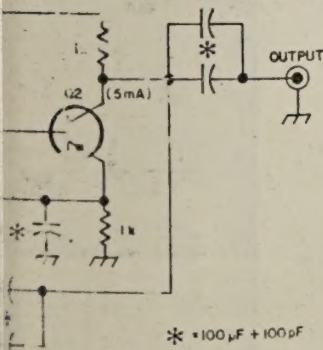 *
OUTPUT
Q2 (5mA)
*
1k
* = 100 µF + 100 pF